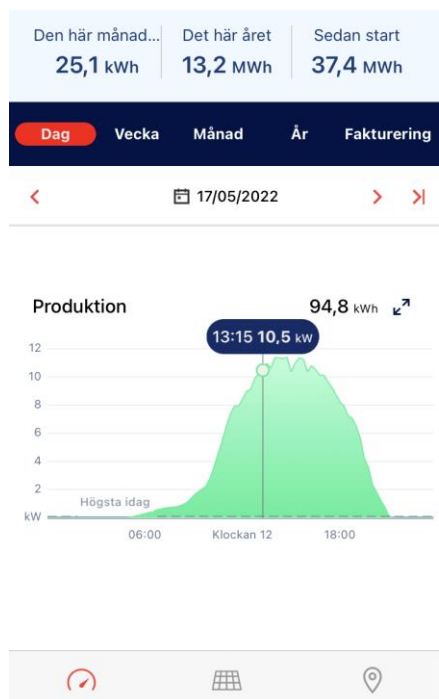 Den här månad... Det här året Sedan start
25,1 kWh 13,2 MWh 37,4 MWh
Dag Vecka Månad År Fakturering
17/05/2022
Produktion 94,8 kWh
13:15 10,5 kW
12
10
8
6
4
2
Högsta idag
kW
06:00 Klockan 12 18:00